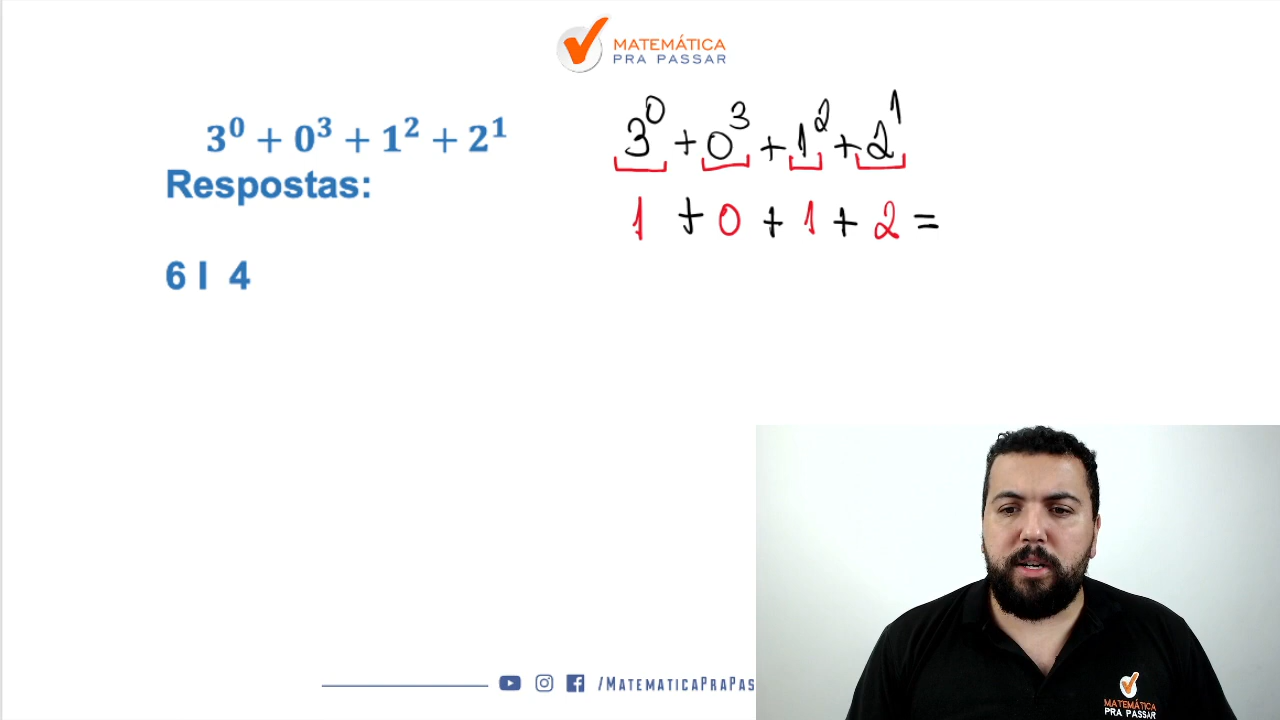 MATEMÁTICA
PRA PASSAR
3⁰ + 0³ + 1² + 2¹
Respostas:
6 I 4
3⁰ + 0³ + 1² + 2¹
1 + 0 + 1 + 2 =
/MATEMATICAPRAPAS
MATEMÁTICA
PRA PASSAR